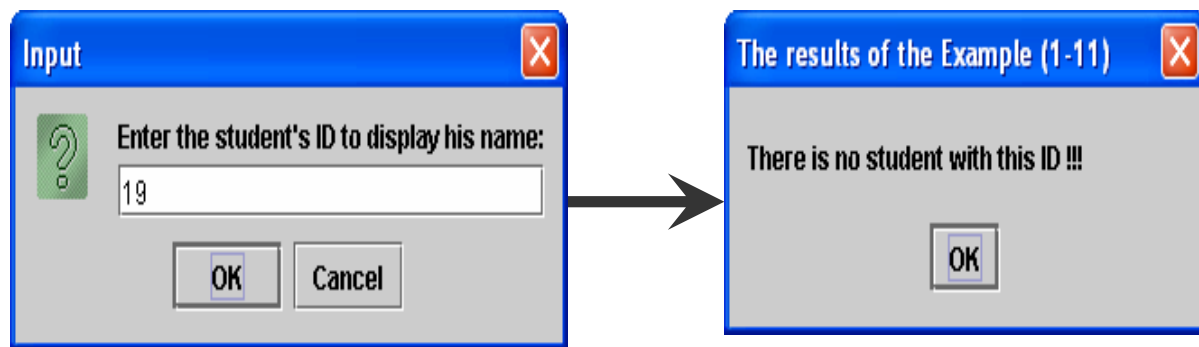 Input
Enter the student's ID to display his name:
19
OK
Cancel
The results of the Example (1-11)
There is no student with this ID !!!
OK